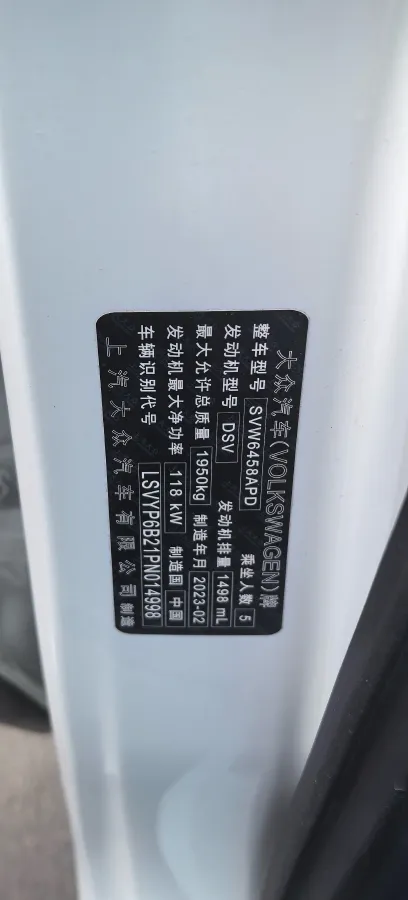 大众汽车(VOLKSWAGEN)牌
整车型号 SVW6458APD 乘坐人数 5
发动机型号 DSV 发动机排量 1498 mL
最大允许总质量 1950kg 制造年月 2023-02
发动机最大净功率 118 kW 制造国 中国
车辆识别代号 LSVYP6B21PN014998
上汽大众汽车有限公司 制造